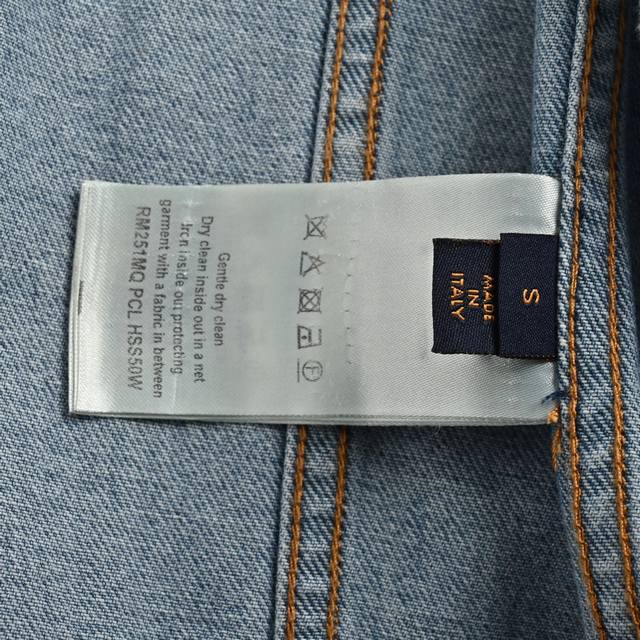 Gentle dry clean
Dry clean inside out in a net
Iron inside out protecting
garment with a fabric in between
RM251MQ PCL HSS50W
MADE
IN
ITALY
S